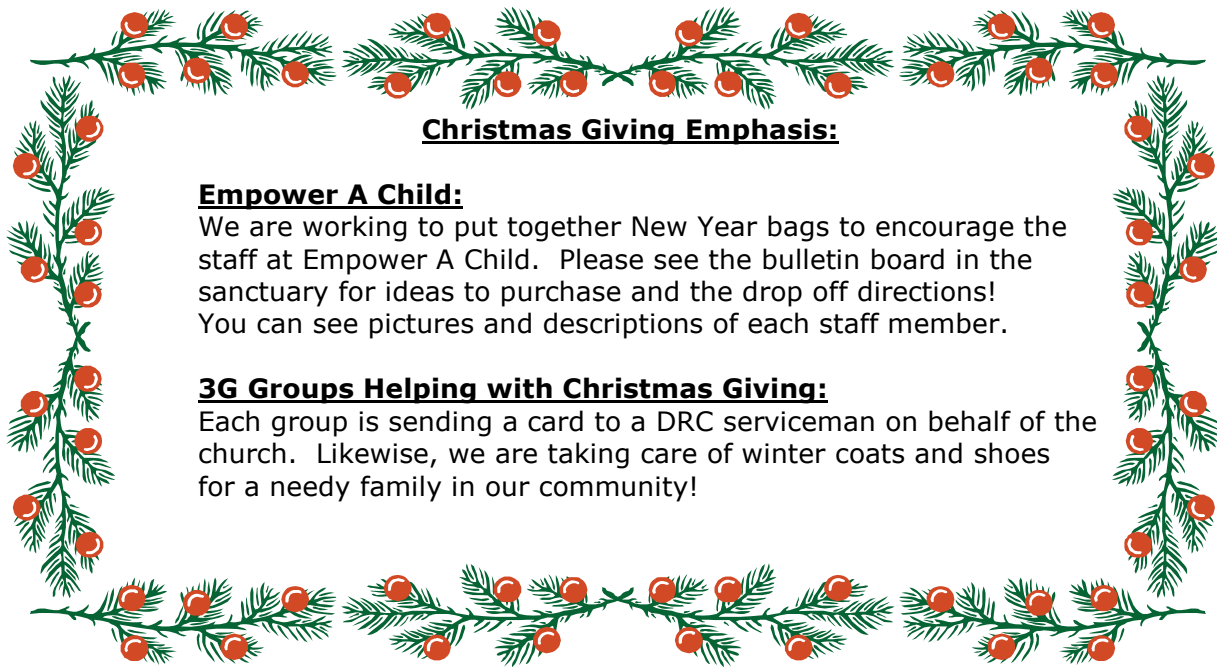 Christmas Giving Emphasis:
Empower A Child:
We are working to put together New Year bags to encourage the
staff at Empower A Child.  Please see the bulletin board in the
sanctuary for ideas to purchase and the drop off directions!
You can see pictures and descriptions of each staff member.
3G Groups Helping with Christmas Giving:
Each group is sending a card to a DRC serviceman on behalf of the
church.  Likewise, we are taking care of winter coats and shoes
for a needy family in our community!